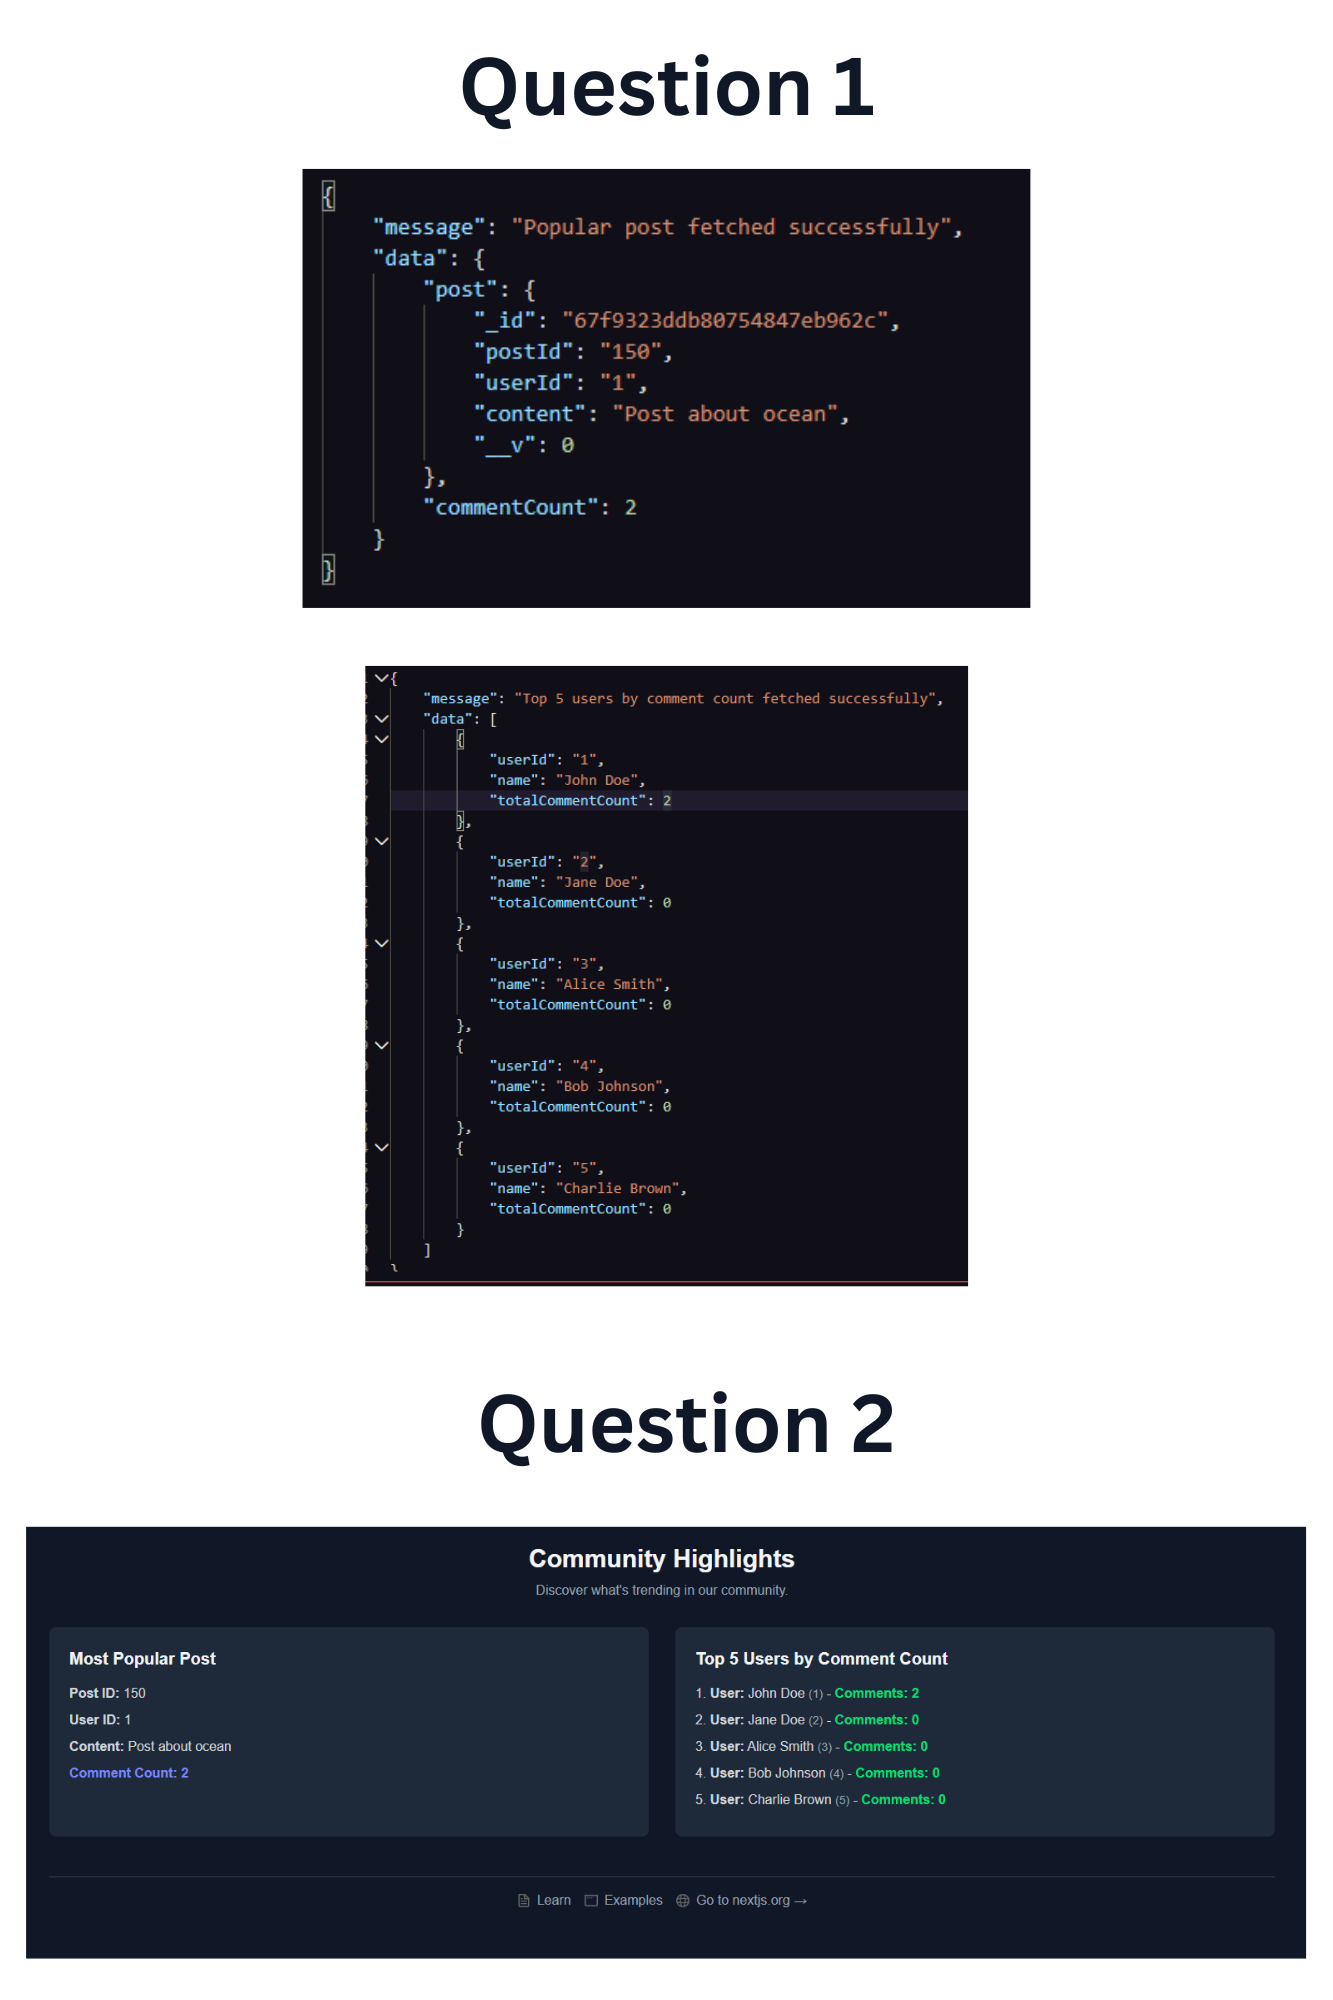 Question 1
{
"message": "Popular post fetched successfully",
"data": {
"post": {
"_id": "67f9323ddb80754847eb962c",
"postId": "150",
"userId": "1",
"content": "Post about ocean",
"__v": 0
},
"commentCount": 2
}
}
{
"message": "Top 5 users by comment count fetched successfully",
"data": [
{
"userId": "1",
"name": "John Doe",
"totalCommentCount": 2
},
{
"userId": "2",
"name": "Jane Doe",
"totalCommentCount": 0
},
{
"userId": "3",
"name": "Alice Smith",
"totalCommentCount": 0
},
{
"userId": "4",
"name": "Bob Johnson",
"totalCommentCount": 0
},
{
"userId": "5",
"name": "Charlie Brown",
"totalCommentCount": 0
}
]
}
Question 2
Community Highlights
Discover what's trending in our community.
Most Popular Post
Post ID: 150
User ID: 1
Content: Post about ocean
Comment Count: 2
Top 5 Users by Comment Count
1. User: John Doe (1) - Comments: 2
2. User: Jane Doe (2) - Comments: 0
3. User: Alice Smith (3) - Comments: 0
4. User: Bob Johnson (4) - Comments: 0
5. User: Charlie Brown (5) - Comments: 0
Learn Examples Go to nextjs.org →